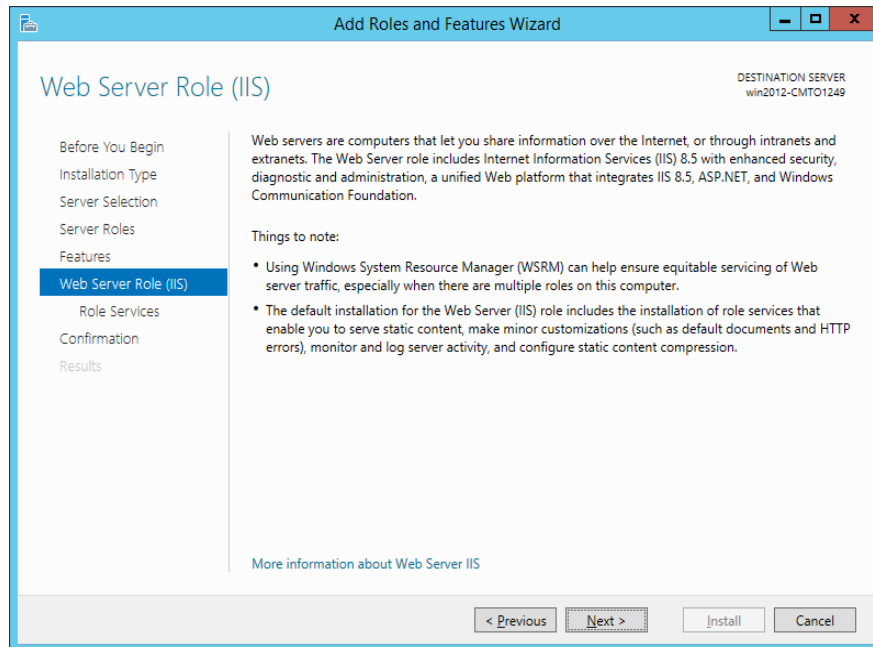 Add Roles and Features Wizard
Web Server Role (IIS)
DESTINATION SERVER
win2012-CMTO1249
Before You Begin
Installation Type
Server Selection
Server Roles
Features
Web Server Role (IIS)
Role Services
Confirmation
Results
Web servers are computers that let you share information over the Internet, or through intranets and
extranets. The Web Server role includes Internet Information Services (IIS) 8.5 with enhanced security,
diagnostic and administration, a unified Web platform that integrates IIS 8.5, ASP.NET, and Windows
Communication Foundation.
Things to note:
• Using Windows System Resource Manager (WSRM) can help ensure equitable servicing of Web
server traffic, especially when there are multiple roles on this computer.
• The default installation for the Web Server (IIS) role includes the installation of role services that
enable you to serve static content, make minor customizations (such as default documents and HTTP
errors), monitor and log server activity, and configure static content compression.
More information about Web Server IIS
< Previous
Next >
Install
Cancel